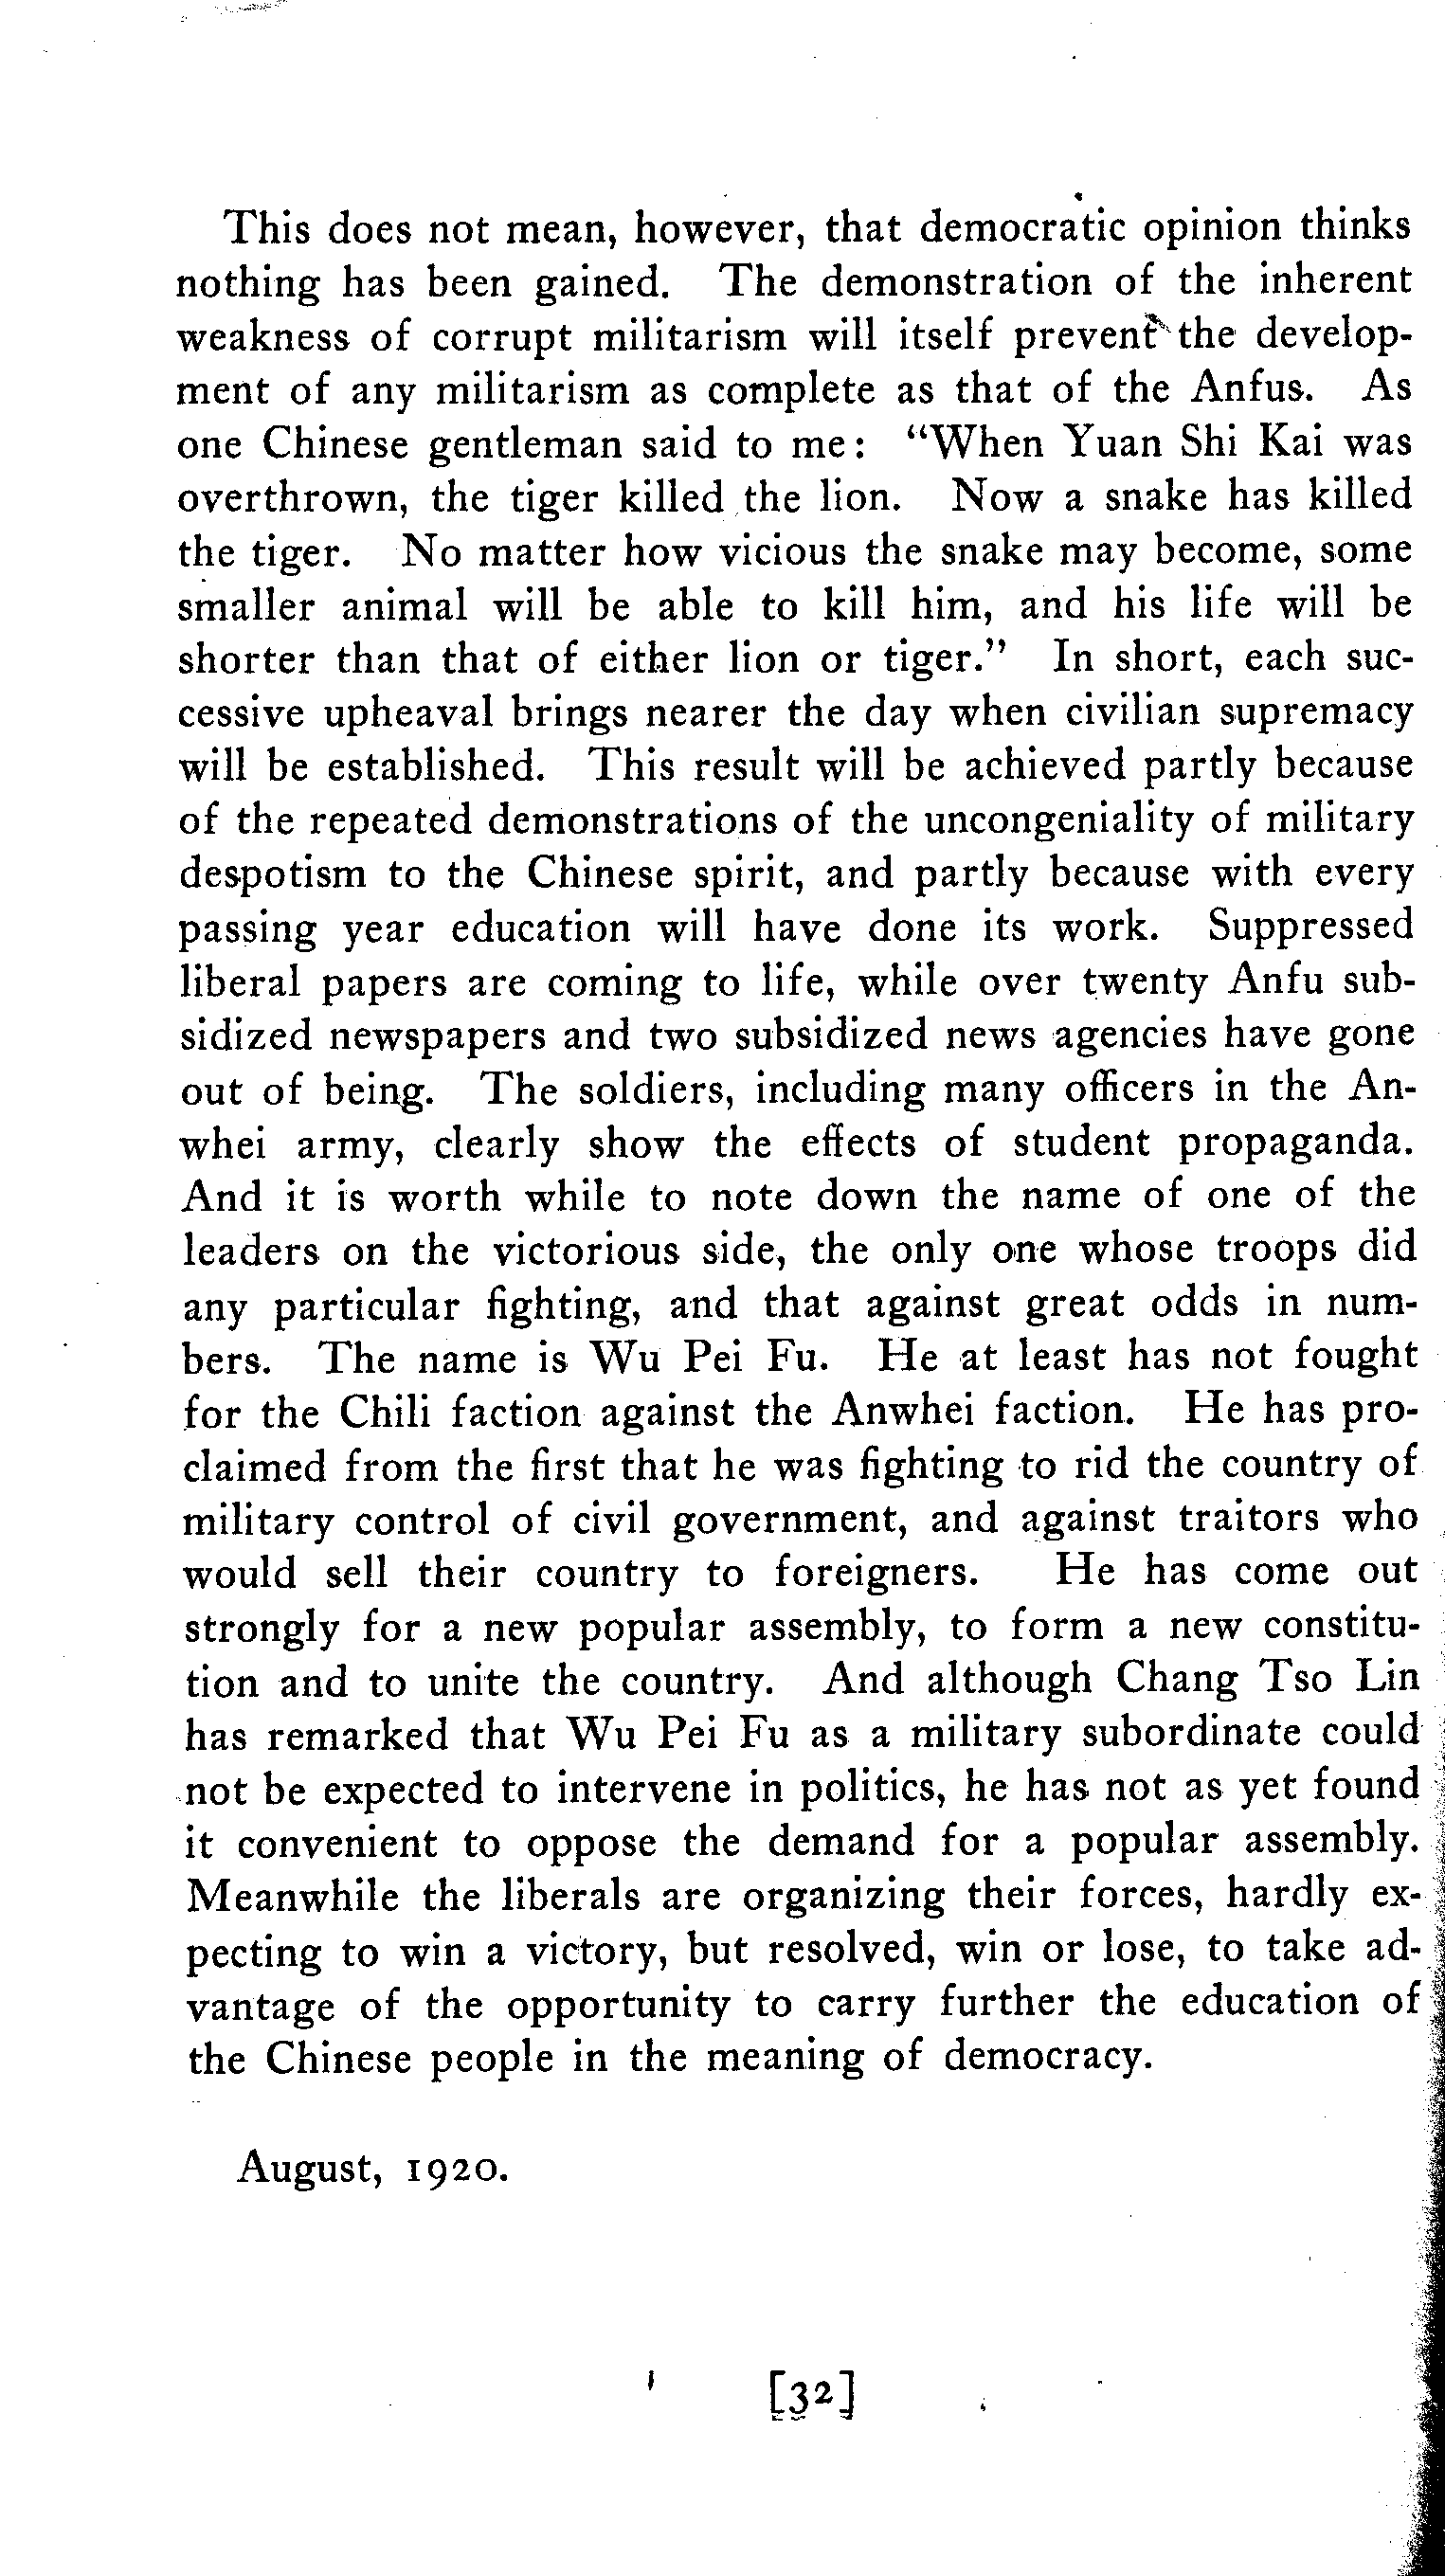 This does not mean, however, that democratic opinion thinks
nothing has been gained. The demonstration of the inherent
weakness of corrupt militarism will itself prevent the develop-
ment of any militarism as complete as that of the Anfus. As
one Chinese gentleman said to me: "When Yuan Shi Kai was
overthrown, the tiger killed the lion. Now a snake has killed
the tiger. No matter how vicious the snake may become, some
smaller animal will be able to kill him, and his life will be
shorter than that of either lion or tiger." In short, each suc-
cessive upheaval brings nearer the day when civilian supremacy
will be established. This result will be achieved partly because
of the repeated demonstrations of the uncongeniality of military
despotism to the Chinese spirit, and partly because with every
passing year education will have done its work. Suppressed
liberal papers are coming to life, while over twenty Anfu sub-
sidized newspapers and two subsidized news agencies have gone
out of being. The soldiers, including many officers in the An-
whei army, clearly show the effects of student propaganda.
And it is worth while to note down the name of one of the
leaders on the victorious side, the only one whose troops did
any particular fighting, and that against great odds in num-
bers. The name is Wu Pei Fu. He at least has not fought
for the Chili faction against the Anwhei faction. He has pro-
claimed from the first that he was fighting to rid the country of
military control of civil government, and against traitors who
would sell their country to foreigners. He has come out
strongly for a new popular assembly, to form a new constitu-
tion and to unite the country. And although Chang Tso Lin
has remarked that Wu Pei Fu as a military subordinate could
not be expected to intervene in politics, he has not as yet found
it convenient to oppose the demand for a popular assembly.
Meanwhile the liberals are organizing their forces, hardly ex-
pecting to win a victory, but resolved, win or lose, to take ad-
vantage of the opportunity to carry further the education of
the Chinese people in the meaning of democracy.
August, 1920.
[32]